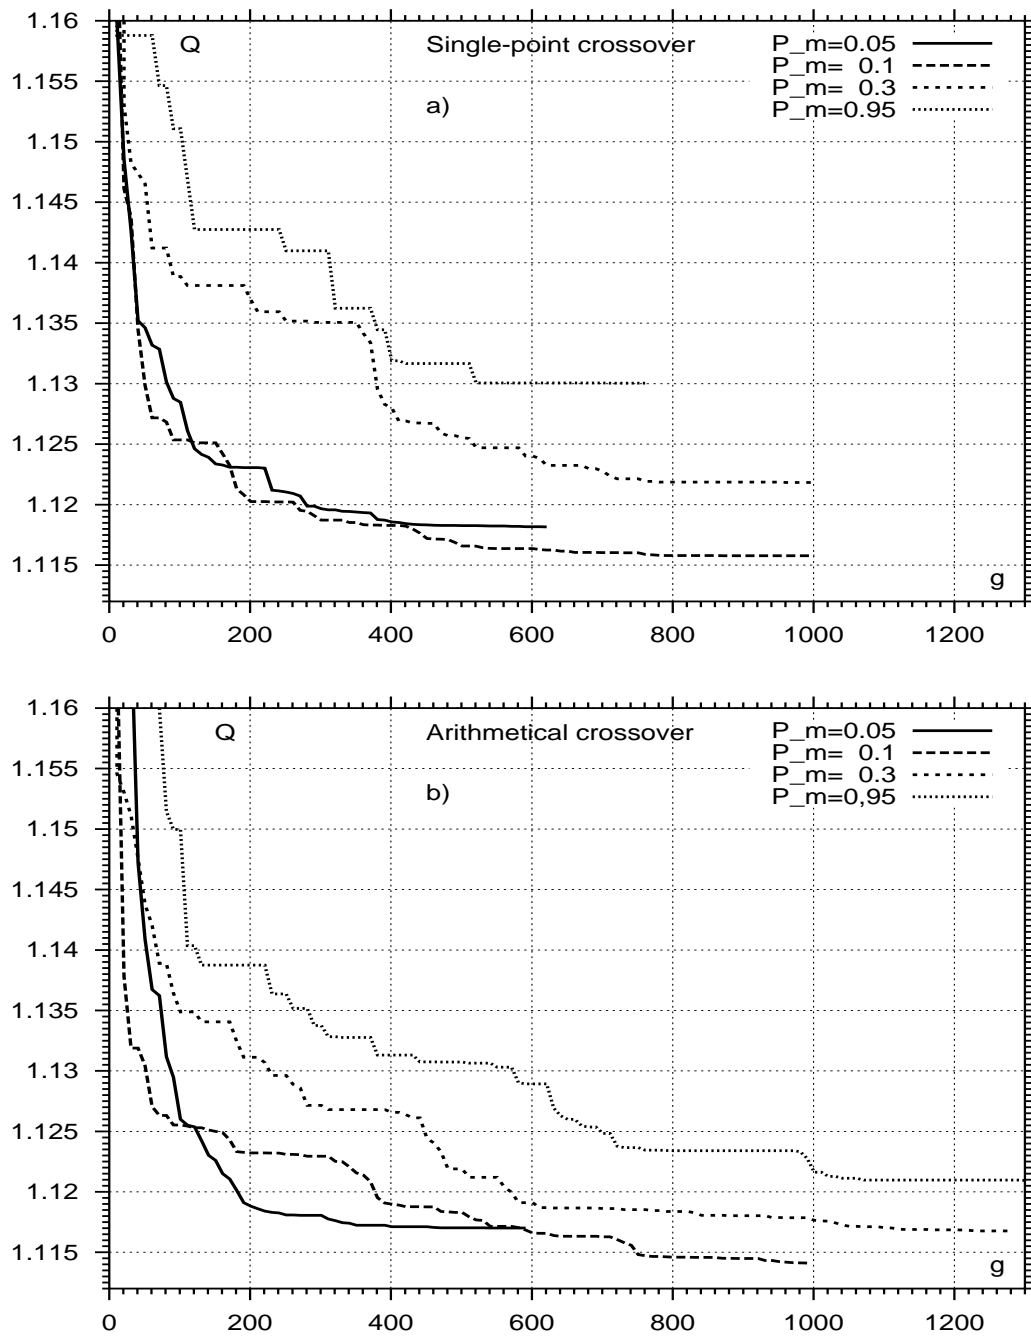 1.16
Q
Single-point crossover
P_m=0.05
P_m= 0.1
1.155
P_m= 0.3
a)
P_m=0.95
1.15
1.145
1.14
1.135
1.13
1.125
1.12
1.115
g
0 200 400 600 800 1000 1200
1.16
Q
Arithmetical crossover
P_m=0.05
P_m= 0.1
1.155
P_m= 0.3
b)
P_m=0,95
1.15
1.145
1.14
1.135
1.13
1.125
1.12
1.115
g
0 200 400 600 800 1000 1200